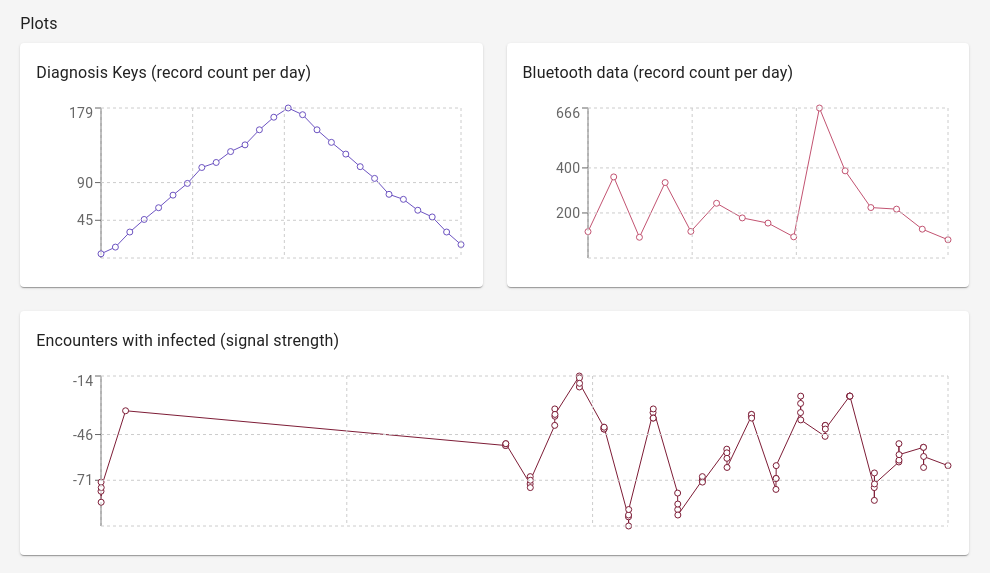 Plots
Diagnosis Keys (record count per day)
179
90
45
Bluetooth data (record count per day)
666
400
200
Encounters with infected (signal strength)
-14
-46
-71